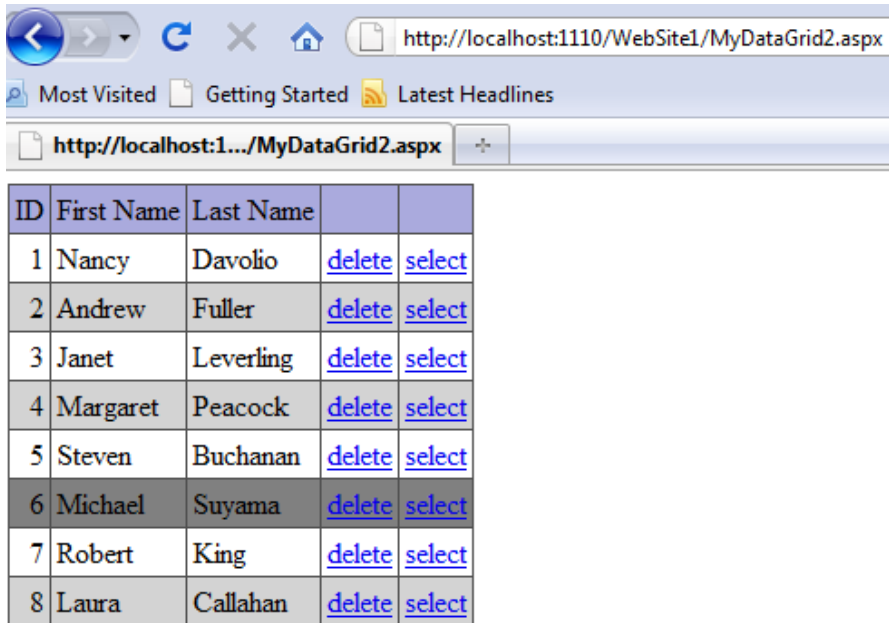 http://localhost:1110/WebSite1/MyDataGrid2.aspx
Most Visited Getting Started Latest Headlines
http://localhost:1.../MyDataGrid2.aspx
ID First Name Last Name
1 Nancy Davolio delete select
2 Andrew Fuller delete select
3 Janet Leverling delete select
4 Margaret Peacock delete select
5 Steven Buchanan delete select
6 Michael Suyama delete select
7 Robert King delete select
8 Laura Callahan delete select